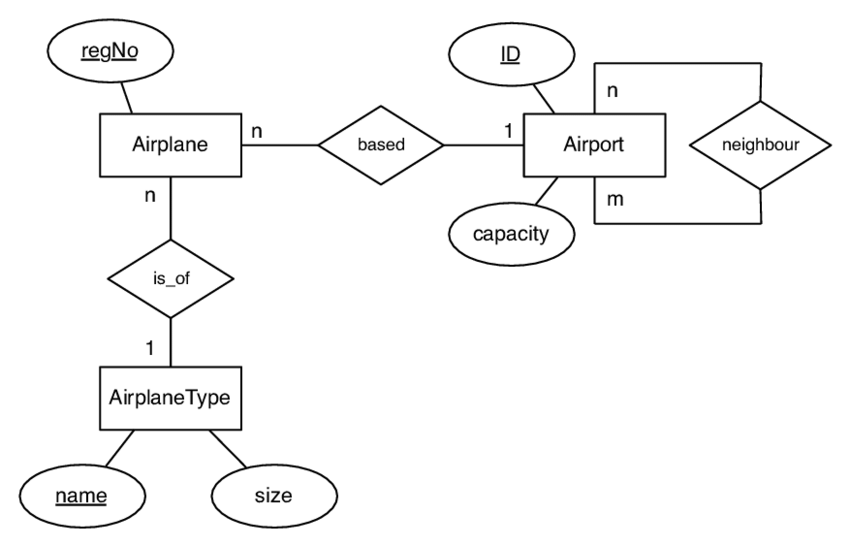 regNo
ID
n
Airplane
n
based
1
Airport
neighbour
n
m
capacity
is_of
1
AirplaneType
name
size